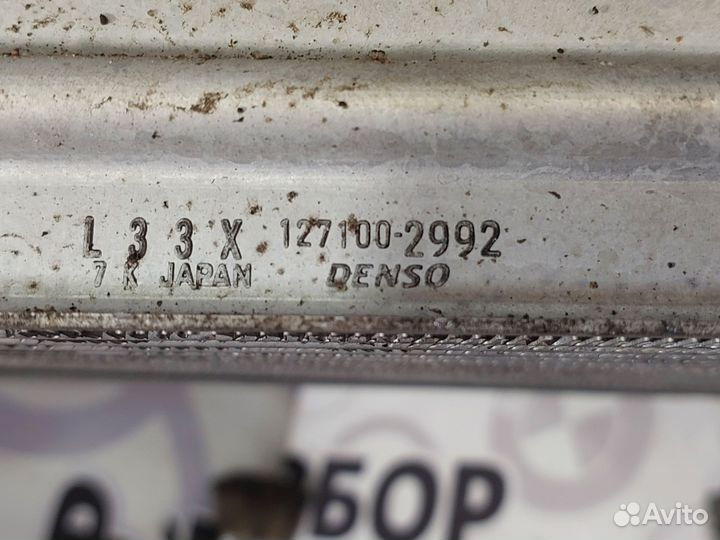 L 3 3 X 127100-2992
7 K JAPAN DENSO
БОР
Avito